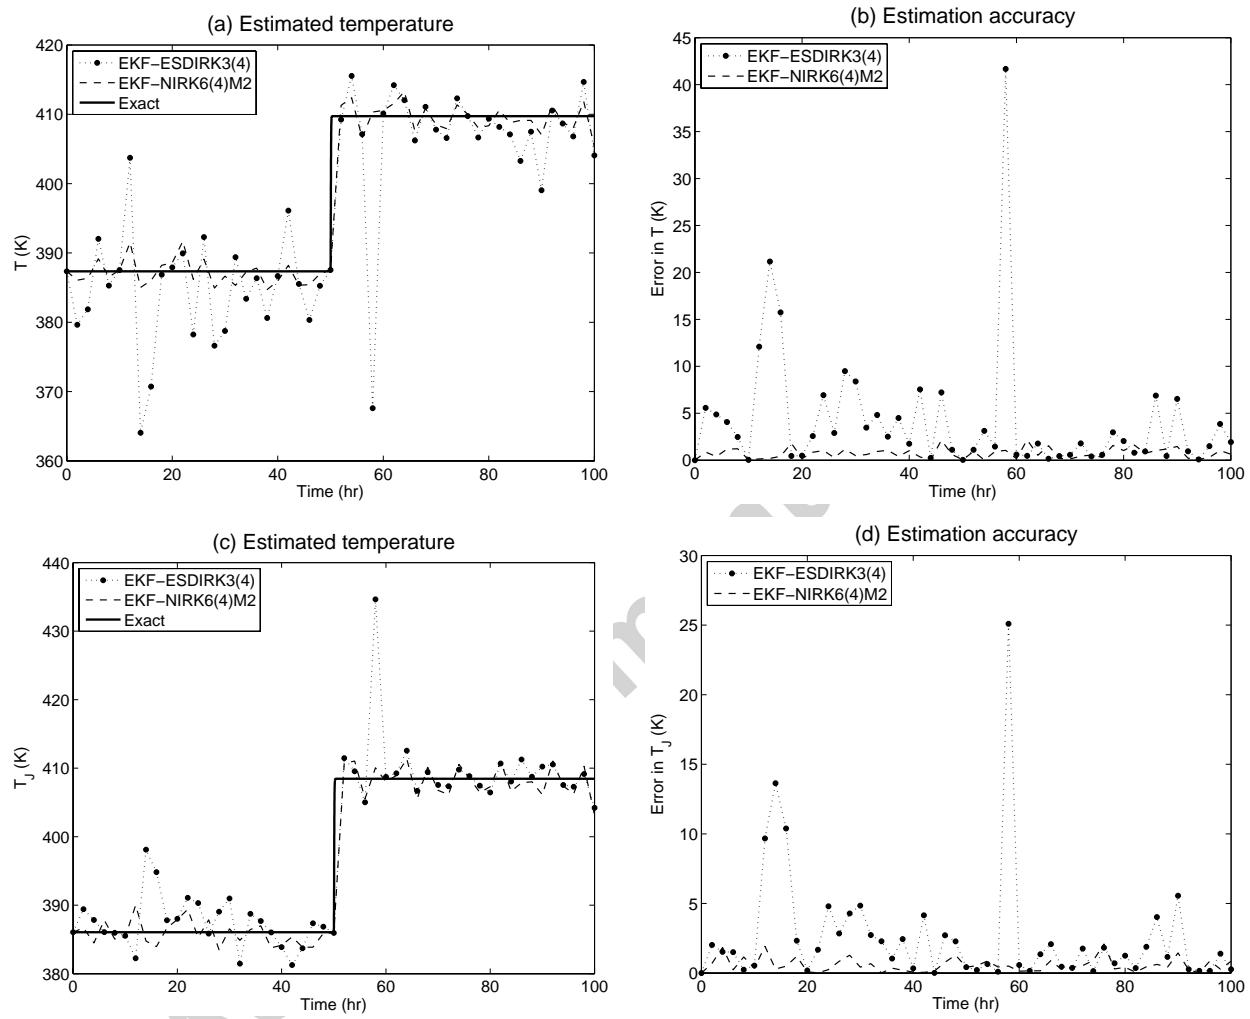 (a) Estimated temperature
420
410
400
390
380
370
360
T (K)
EKF−ESDIRK3(4)
EKF−NIRK6(4)M2
Exact
0 20 40 60 80 100
Time (hr)
(b) Estimation accuracy
45
40
35
30
25
20
15
10
5
0
Error in T (K)
EKF−ESDIRK3(4)
EKF−NIRK6(4)M2
0 20 40 60 80 100
Time (hr)
(c) Estimated temperature
440
430
420
410
400
390
380
T_J (K)
EKF−ESDIRK3(4)
EKF−NIRK6(4)M2
Exact
0 20 40 60 80 100
Time (hr)
(d) Estimation accuracy
30
25
20
15
10
5
0
Error in T_J (K)
EKF−ESDIRK3(4)
EKF−NIRK6(4)M2
0 20 40 60 80 100
Time (hr)